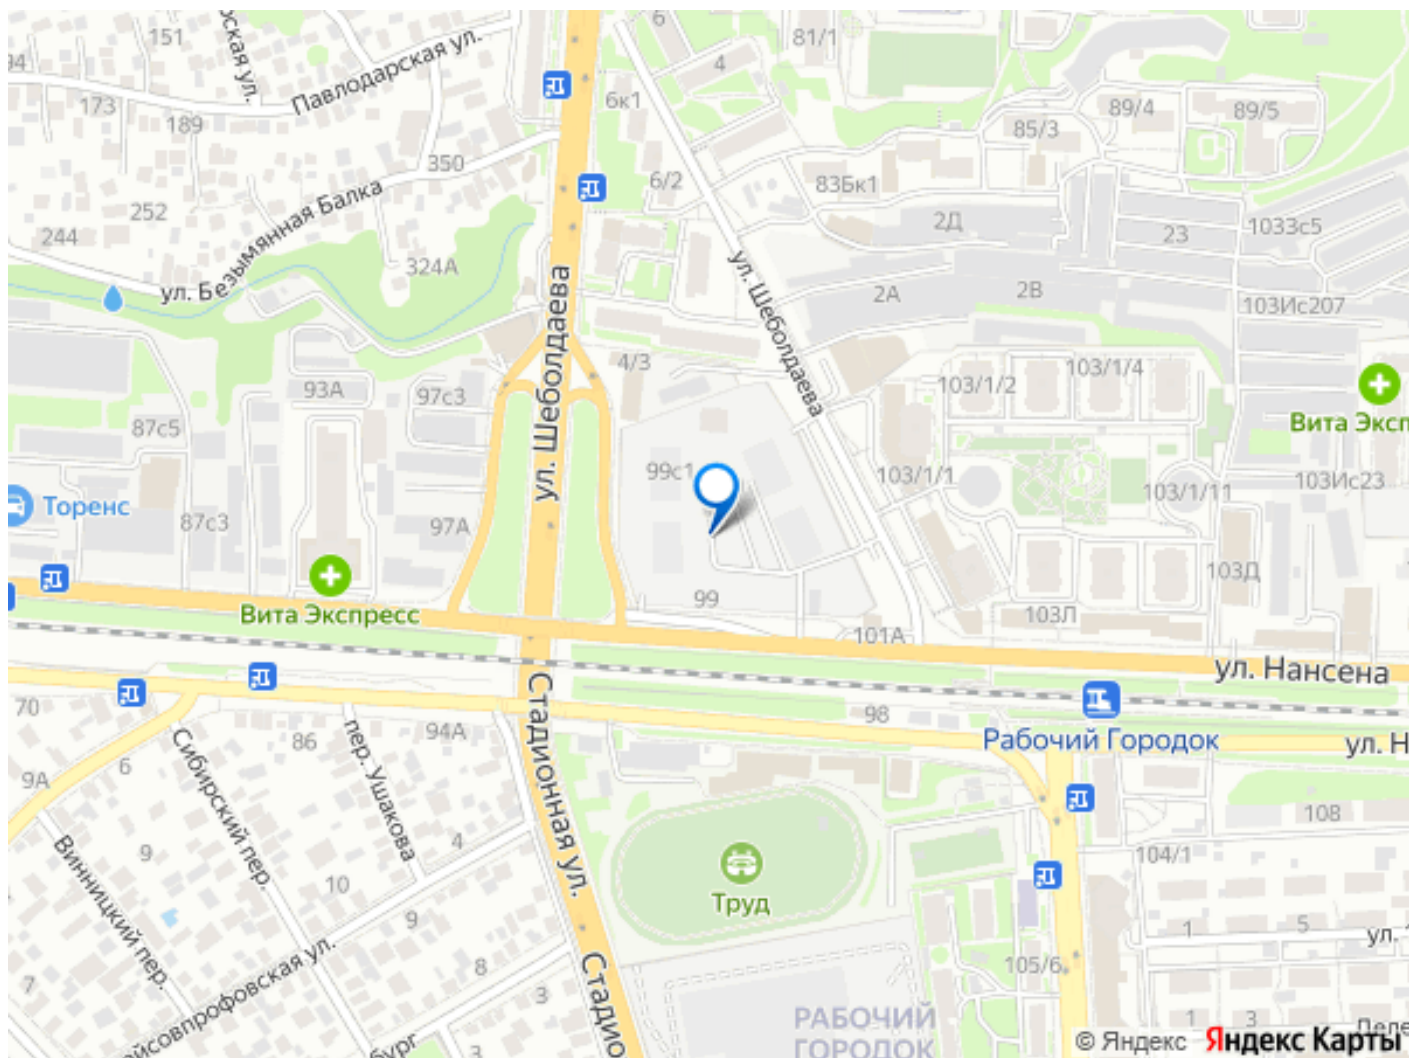 151
Павлодарская ул.
173
189
350
252
244
ул. Безымянная Балка
324А
6
81/1
4
6к1
6/2
89/4
89/5
85/3
83Бк1
2Д
23
103Зс5
2А
2В
103Ис207
ул. Шеболдаева
ул. Шеболдаева
4/3
93А
97с3
87с5
103/1/2
103/1/4
Вита Эксп
99с1
103/1/1
103/1/11
103Ис23
Торенс
87с3
97А
103Д
99
Вита Экспресс
103Л
101А
ул. Нансена
Рабочий Городок
ул. Н
98
70
86
94А
9А
6
Стадионная ул.
Сибирский пер.
пер. Ушакова
Винницкий пер.
9
4
10
9
108
104/1
Труд
1
5
ул.
7
8
3
105/6
Стадио
РАБОЧИЙ
ГОРОДОК
1
3
3
© Яндекс Яндекс Карты